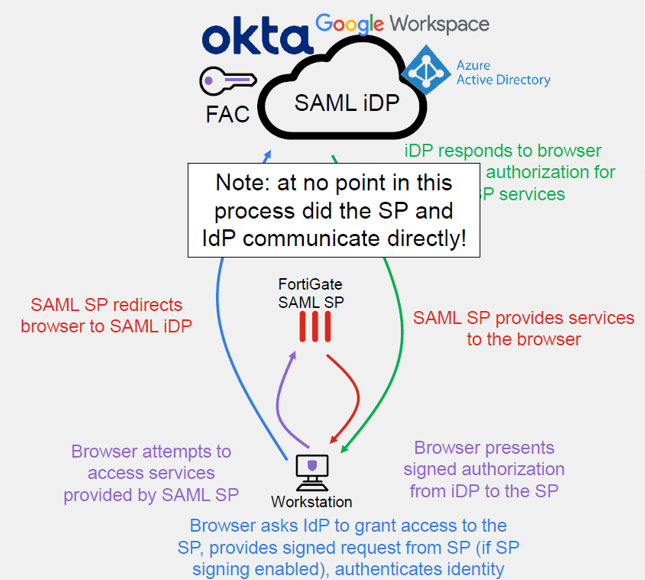 okta
Google Workspace
Azure
Active Directory
FAC
SAML iDP
iDP responds to browser
authorization for
SP services
Note: at no point in this
process did the SP and
IdP communicate directly!
FortiGate
SAML SP
SAML SP redirects
browser to SAML iDP
SAML SP provides services
to the browser
Browser attempts to
access services
provided by SAML SP
Browser presents
signed authorization
from iDP to the SP
Workstation
Browser asks IdP to grant access to the
SP, provides signed request from SP (if SP
signing enabled), authenticates identity